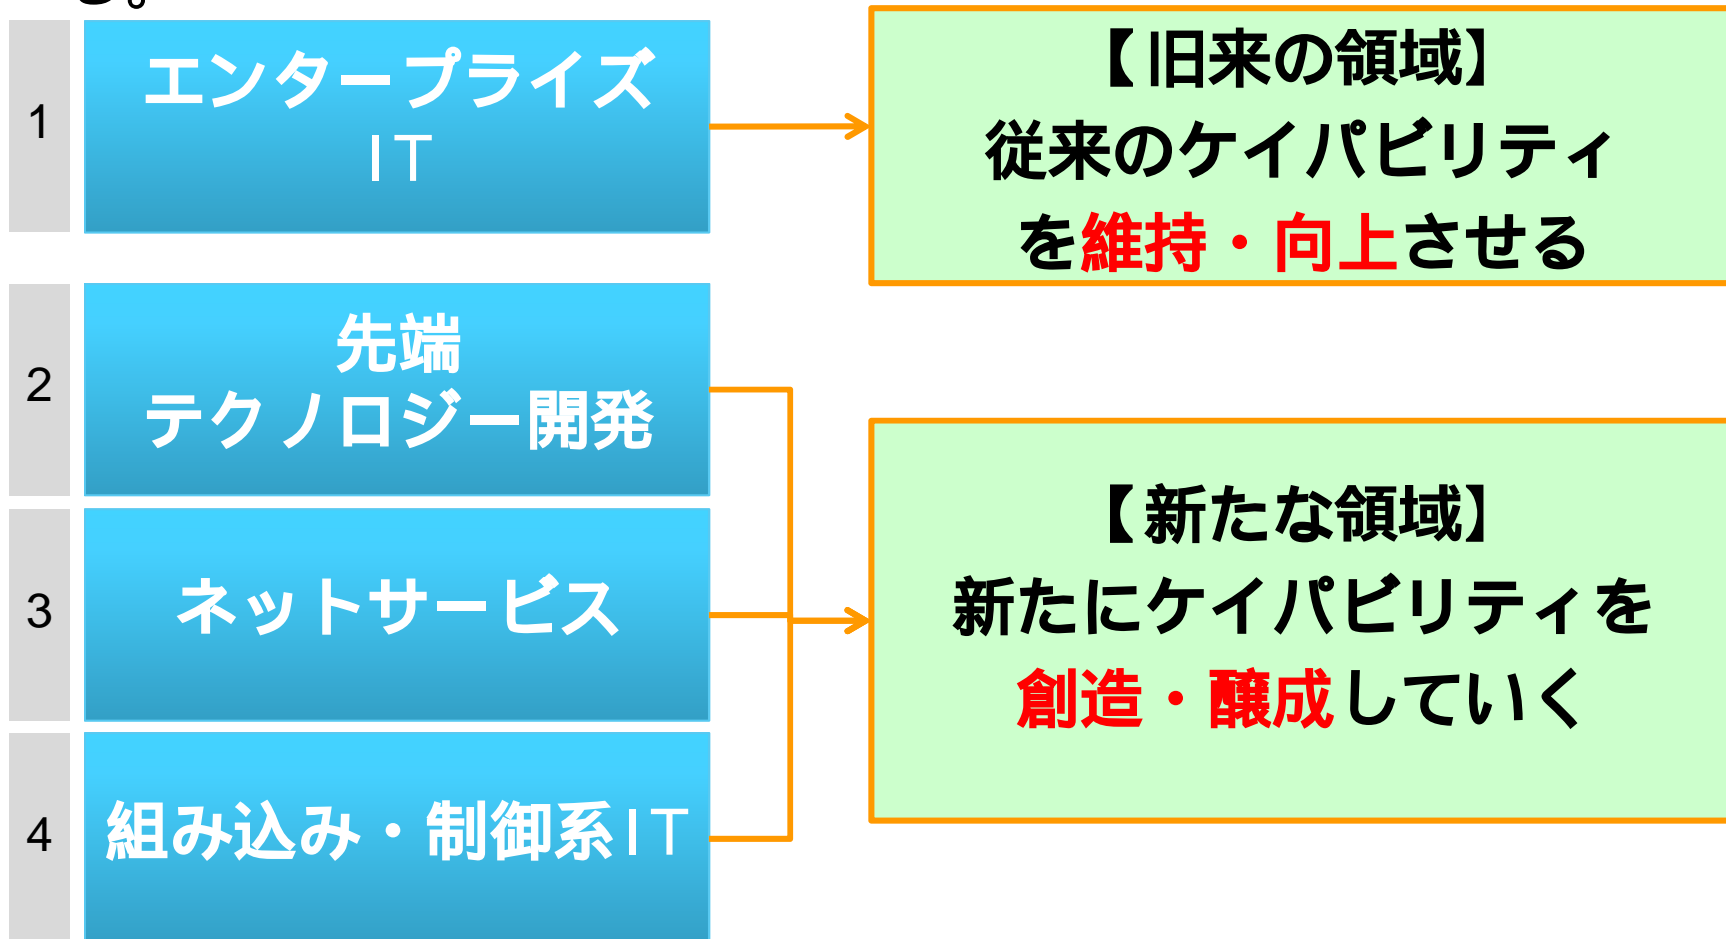 る。
1
エンタープライズ
IT
【旧来の領域】
従来のケイパビリティ
を維持・向上させる
2
先端
テクノロジー開発
3
ネットサービス
4
組み込み・制御系IT
【新たな領域】
新たにケイパビリティを
創造・醸成していく